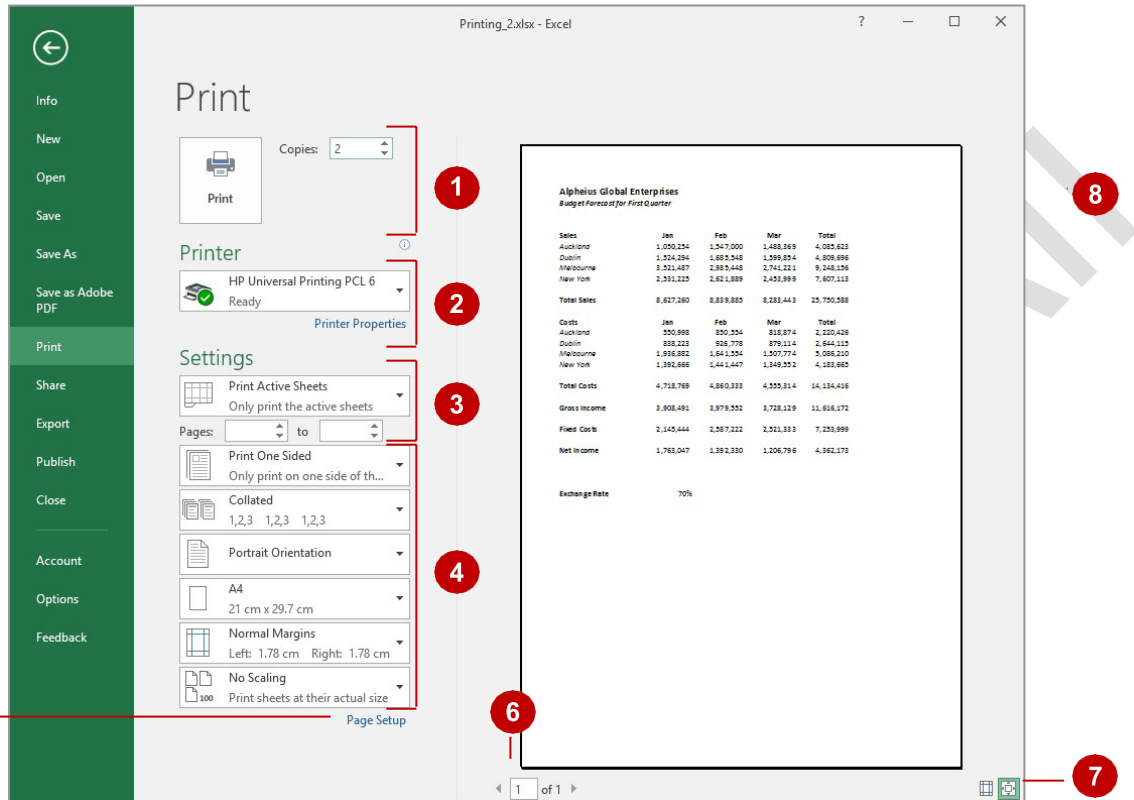 Printing_2.xlsx - Excel
?
Info
New
Open
Save
Save As
Save as Adobe
PDF
Print
Share
Export
Publish
Close
Account
Options
Feedback
Print
Print
Copies: 2
1
Printer
HP Universal Printing PCL 6
Ready
Printer Properties
2
Settings
Print Active Sheets
Only print the active sheets
Pages: to
3
Print One Sided
Only print on one side of th...
Collated
1,2,3 1,2,3 1,2,3
Portrait Orientation
A4
21 cm x 29.7 cm
Normal Margins
Left: 1.78 cm Right: 1.78 cm
No Scaling
100 Print sheets at their actual size
4
Page Setup
Alpheius Global Enterprises
Budget Forecast for First Quarter
Sales Jan Feb Mar Total
Auckland 1,050,254 1,547,000 1,488,369 4,085,623
Dublin 1,524,294 1,685,548 1,599,854 4,809,696
Melbourne 3,521,487 2,985,448 2,741,221 9,248,156
New York 2,531,225 2,621,889 2,453,999 7,607,113
Total Sales 8,627,260 8,839,885 8,283,443 25,750,588
Costs Jan Feb Mar Total
Auckland 550,998 850,554 818,874 2,220,426
Dublin 838,223 926,778 879,114 2,644,115
Melbourne 1,936,882 1,641,554 1,507,774 5,086,210
New York 1,392,666 1,441,447 1,349,552 4,183,665
Total Costs 4,718,769 4,860,333 4,555,314 14,134,416
Gross Income 3,908,491 3,979,552 3,728,129 11,616,172
Fixed Costs 2,145,444 2,587,222 2,521,333 7,253,999
Net Income 1,763,047 1,392,330 1,206,796 4,362,173
Exchange Rate 70%
8
6
1 of 1
7